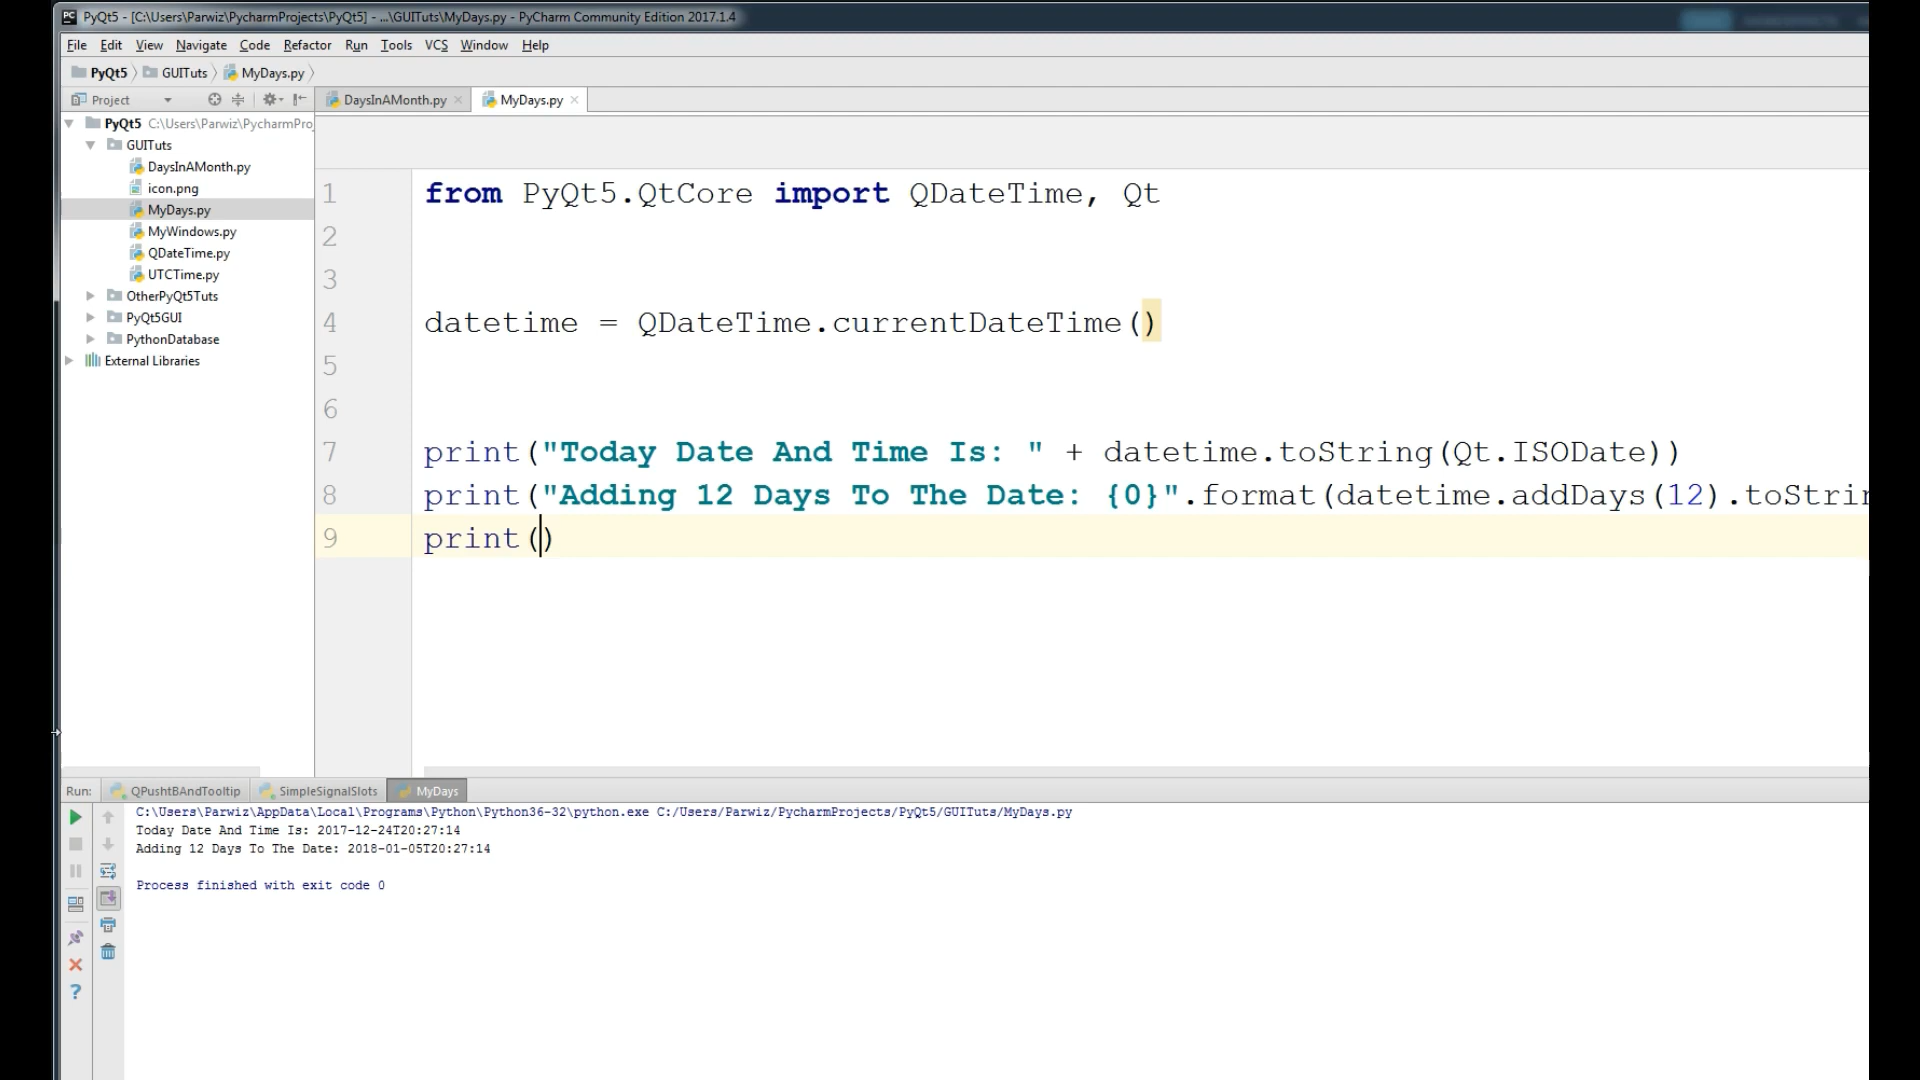 PyQt5 - [C:\Users\Parwiz\PycharmProjects\PyQt5] - ...\GUITuts\MyDays.py - PyCharm Community Edition 2017.1.4
File Edit View Navigate Code Refactor Run Tools VCS Window Help
PyQt5 GUITuts MyDays.py
Project
DaysInAMonth.py MyDays.py
PyQt5 C:\Users\Parwiz\PycharmPro
GUITuts
DaysInAMonth.py
icon.png
MyDays.py
MyWindows.py
QDateTime.py
UTCTime.py
OtherPyQt5Tuts
PyQt5GUI
PythonDatabase
External Libraries
1 from PyQt5.QtCore import QDateTime, Qt
2
3
4 datetime = QDateTime.currentDateTime()
5
6
7 print("Today Date And Time Is: " + datetime.toString(Qt.ISODate))
8 print("Adding 12 Days To The Date: {0}".format(datetime.addDays(12).toStrin
9 print()
Run: QPushtBAndTooltip SimpleSignalSlots MyDays
C:\Users\Parwiz\AppData\Local\Programs\Python\Python36-32\python.exe C:/Users/Parwiz/PycharmProjects/PyQt5/GUITuts/MyDays.py
Today Date And Time Is: 2017-12-24T20:27:14
Adding 12 Days To The Date: 2018-01-05T20:27:14
Process finished with exit code 0